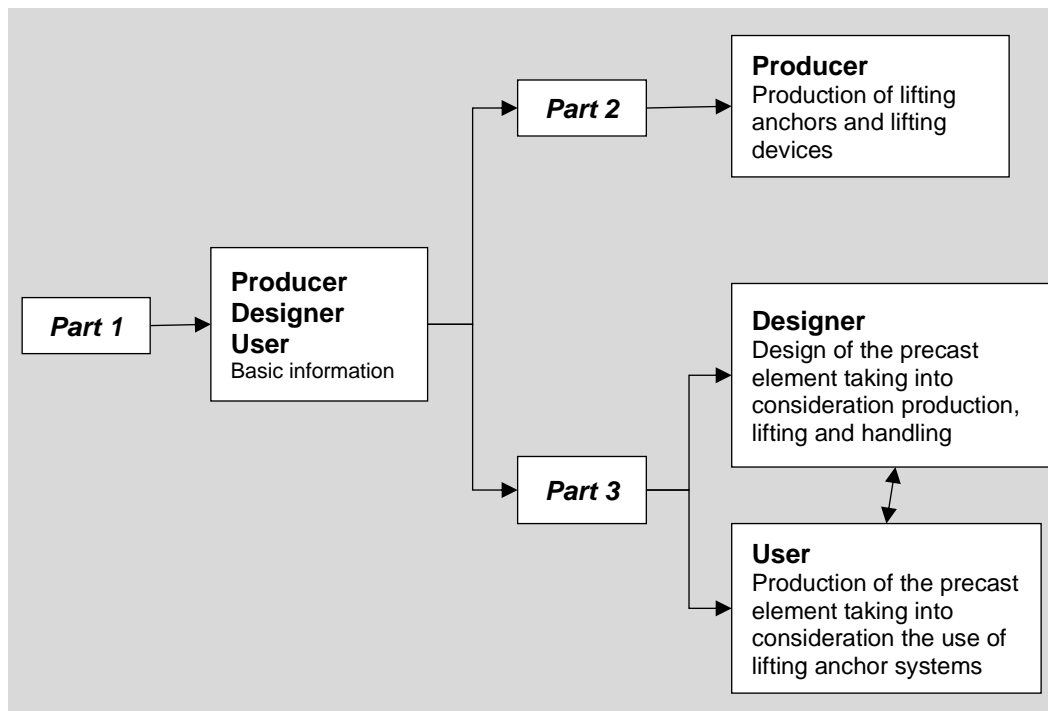 Part 1
Producer
Designer
User
Basic information
Part 2
Producer
Production of lifting
anchors and lifting
devices
Part 3
Designer
Design of the precast
element taking into
consideration production,
lifting and handling
User
Production of the precast
element taking into
consideration the use of
lifting anchor systems